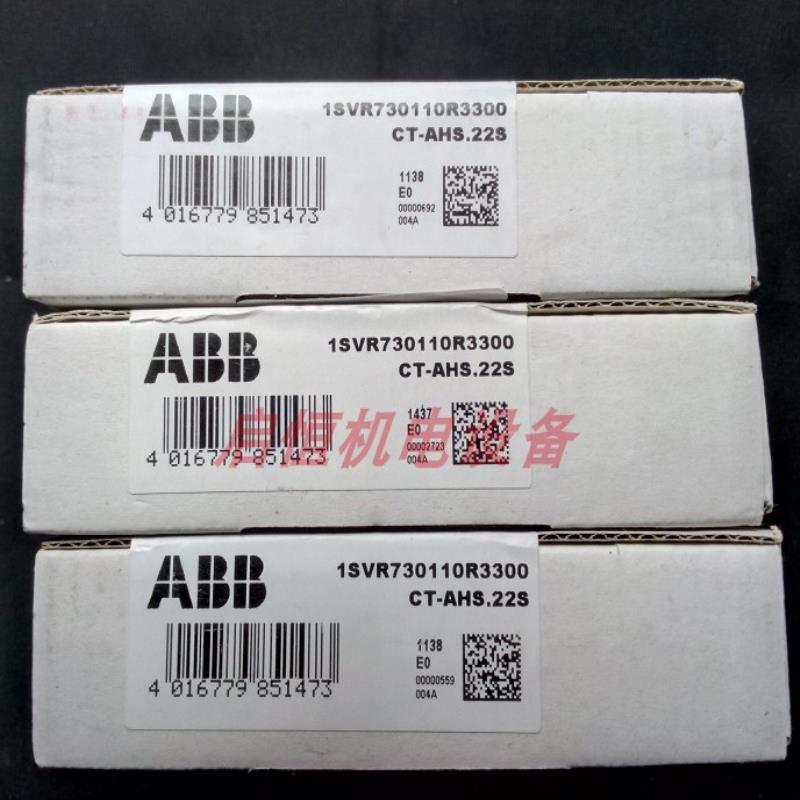 ABB
1SVR730110R3300
CT-AHS.22S
1138
E0
00000692
004A
4 016779 851473
ABB
1SVR730110R3300
CT-AHS.22S
1437
E0
00002723
004A
4 016779 851473
启恒机电设备
ABB
1SVR730110R3300
CT-AHS.22S
1138
E0
00000559
004A
4 016779 851473